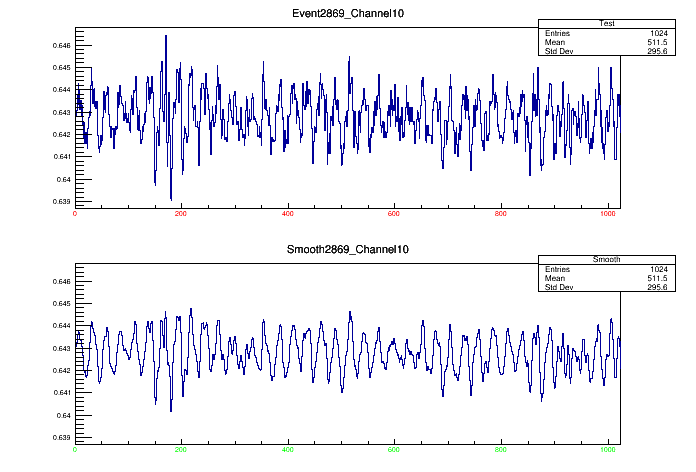 Event2869_Channel10
Test
Entries 1024
Mean 511.5
Std Dev 295.6
0.646
0.645
0.644
0.643
0.642
0.641
0.64
0.639
0 200 400 600 800 1000
Smooth2869_Channel10
Smooth
Entries 1024
Mean 511.5
Std Dev 295.6
0.646
0.645
0.644
0.643
0.642
0.641
0.64
0.639
0 200 400 600 800 1000